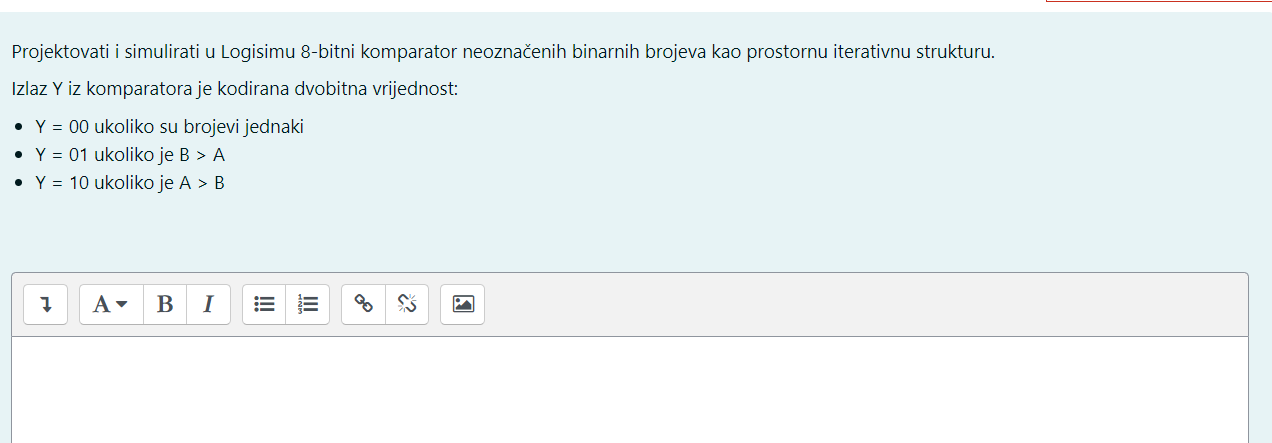 Projektovati i simulirati u Logisimu 8-bitni komparator neoznačenih binarnih brojeva kao prostornu iterativnu strukturu.
Izlaz Y iz komparatora je kodirana dvobitna vrijednost:
• Y = 00 ukoliko su brojevi jednaki
• Y = 01 ukoliko je B > A
• Y = 10 ukoliko je A > B
A B I